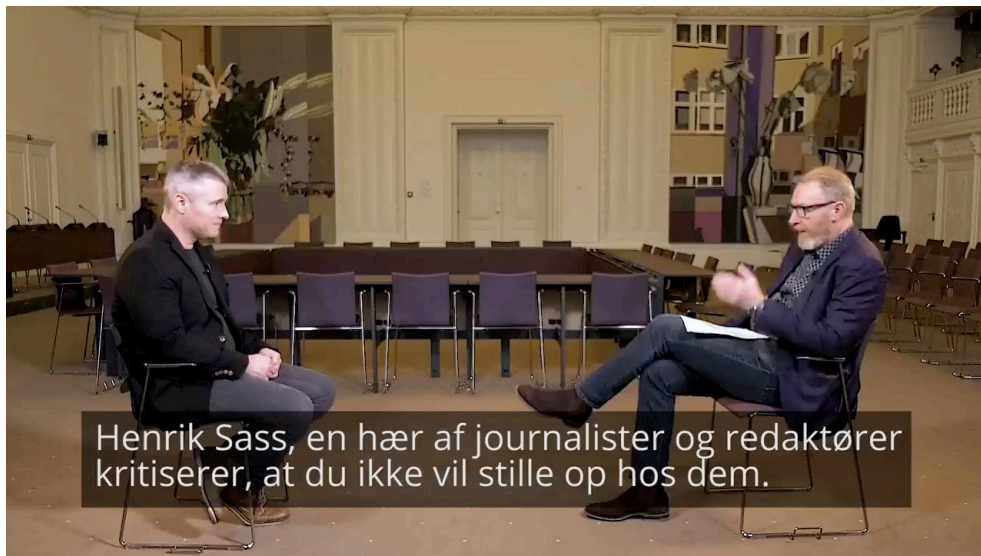 Henrik Sass, en hær af journalister og redaktører
kritiserer, at du ikke vil stille op hos dem.